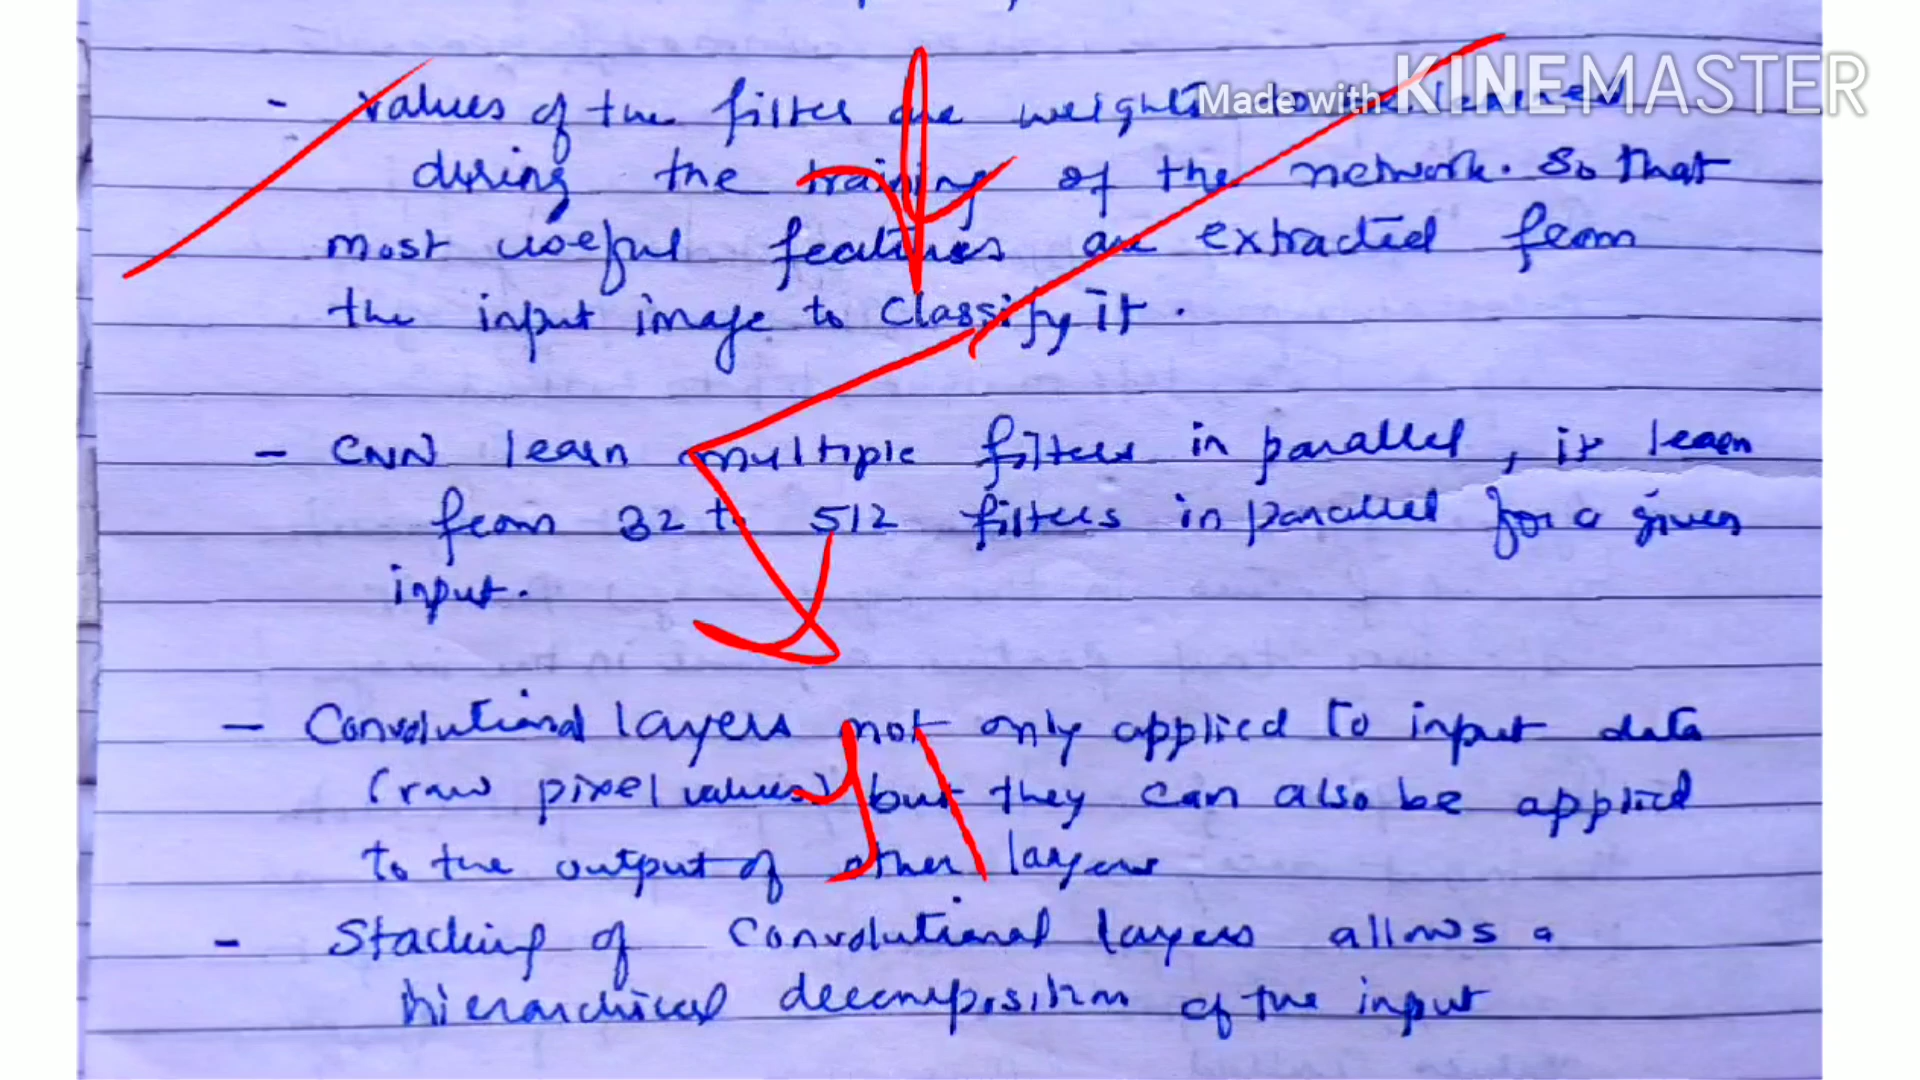 - Values of the filter are weights learned
during the training of the network. So that
most useful features are extracted from
the input image to classify it.
- CNN learn multiple filters in parallel, it learn
from 32 to 512 filters in parallel for a given
input.
- Convolutional layers not only applied to input data
(raw pixel values) but they can also be applied
to the output of other layers
- Stacking of Convolutional layers allows a
hierarchical decomposition of the input
Made with KINEMASTER